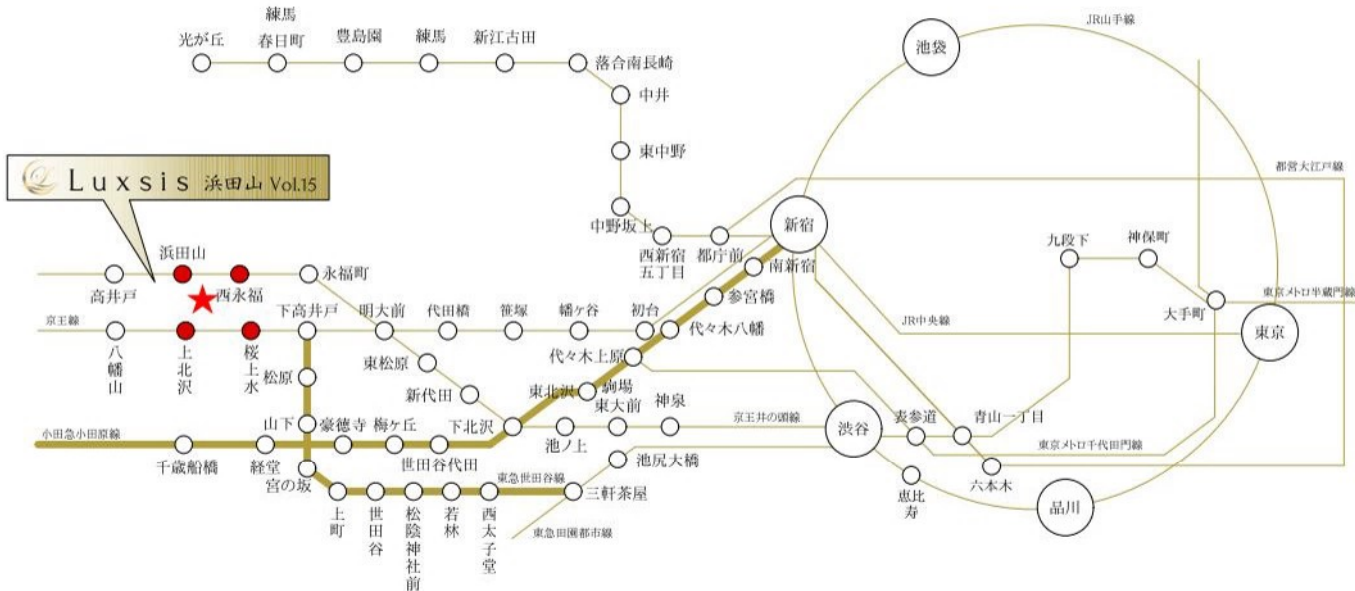 練馬
光が丘
春日町
豊島園
練馬
新江古田
落合南長崎
中井
東中野
中野坂上
西新宿
五丁目
都庁前
池袋
JR山手線
都営大江戸線
新宿
南新宿
参宮橋
Luxsis 浜田山 Vol.15
浜田山
高井戸
西永福
永福町
京王線
八幡山
上北沢
桜上水
下高井戸
明大前
代田橋
笹塚
幡ヶ谷
初台
代々木八幡
代々木上原
東北沢
駒場
東大前
神泉
東松原
新代田
下北沢
池ノ上
京王井の頭線
渋谷
松原
山下
豪徳寺
梅ヶ丘
世田谷代田
小田急小田原線
千歳船橋
経堂
宮の坂
上町
世田谷
松陰神社前
若林
西太子堂
東急世田谷線
三軒茶屋
池尻大橋
東急田園都市線
九段下
神保町
大手町
東京メトロ半蔵門線
JR中央線
東京
表参道
青山一丁目
東京メトロ千代田門線
六本木
恵比寿
品川